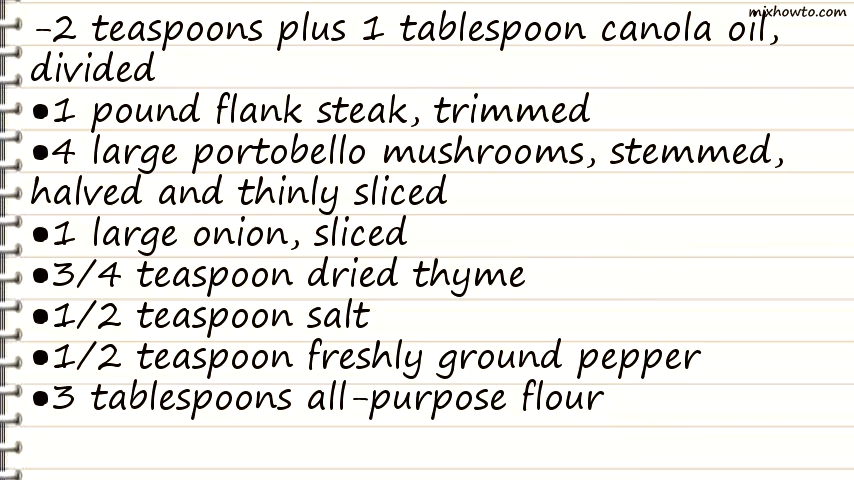 mixhowto.com
-2 teaspoons plus 1 tablespoon canola oil,
divided
●1 pound flank steak, trimmed
●4 large portobello mushrooms, stemmed,
halved and thinly sliced
●1 large onion, sliced
●3/4 teaspoon dried thyme
●1/2 teaspoon salt
●1/2 teaspoon freshly ground pepper
●3 tablespoons all-purpose flour